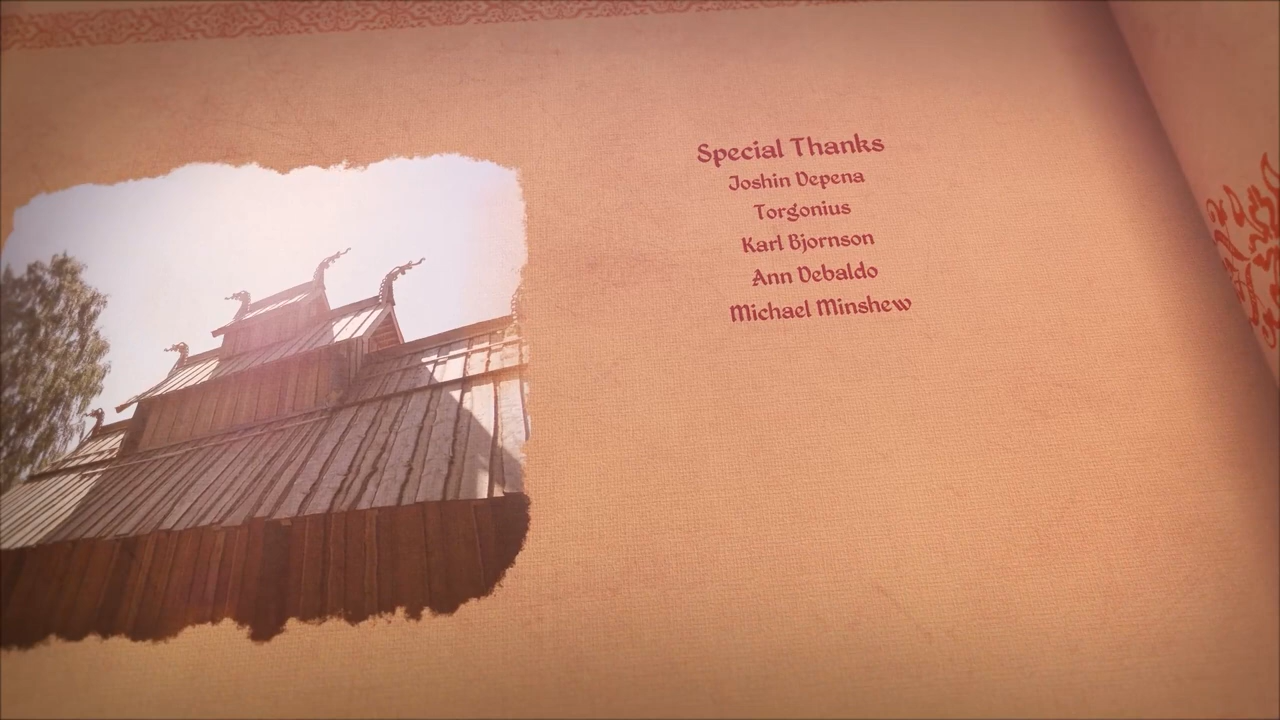 Special Thanks
Joshin Depena
Torgonius
Karl Bjornson
Ann Debaldo
Michael Minshew